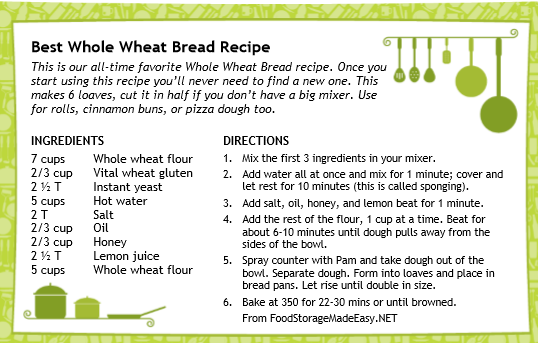 Best Whole Wheat Bread Recipe
This is our all-time favorite Whole Wheat Bread recipe. Once you
start using this recipe you'll never need to find a new one. This
makes 6 loaves, cut it in half if you don't have a big mixer. Use
for rolls, cinnamon buns, or pizza dough too.
INGREDIENTS
7 cups Whole wheat flour
2/3 cup Vital wheat gluten
2 ½ T Instant yeast
5 cups Hot water
2 T Salt
2/3 cup Oil
2/3 cup Honey
2 ½ T Lemon juice
5 cups Whole wheat flour
DIRECTIONS
1. Mix the first 3 ingredients in your mixer.
2. Add water all at once and mix for 1 minute; cover and
let rest for 10 minutes (this is called sponging).
3. Add salt, oil, honey, and lemon beat for 1 minute.
4. Add the rest of the flour, 1 cup at a time. Beat for
about 6-10 minutes until dough pulls away from the
sides of the bowl.
5. Spray counter with Pam and take dough out of the
bowl. Separate dough. Form into loaves and place in
bread pans. Let rise until double in size.
6. Bake at 350 for 22-30 mins or until browned.
From FoodStorageMadeEasy.NET